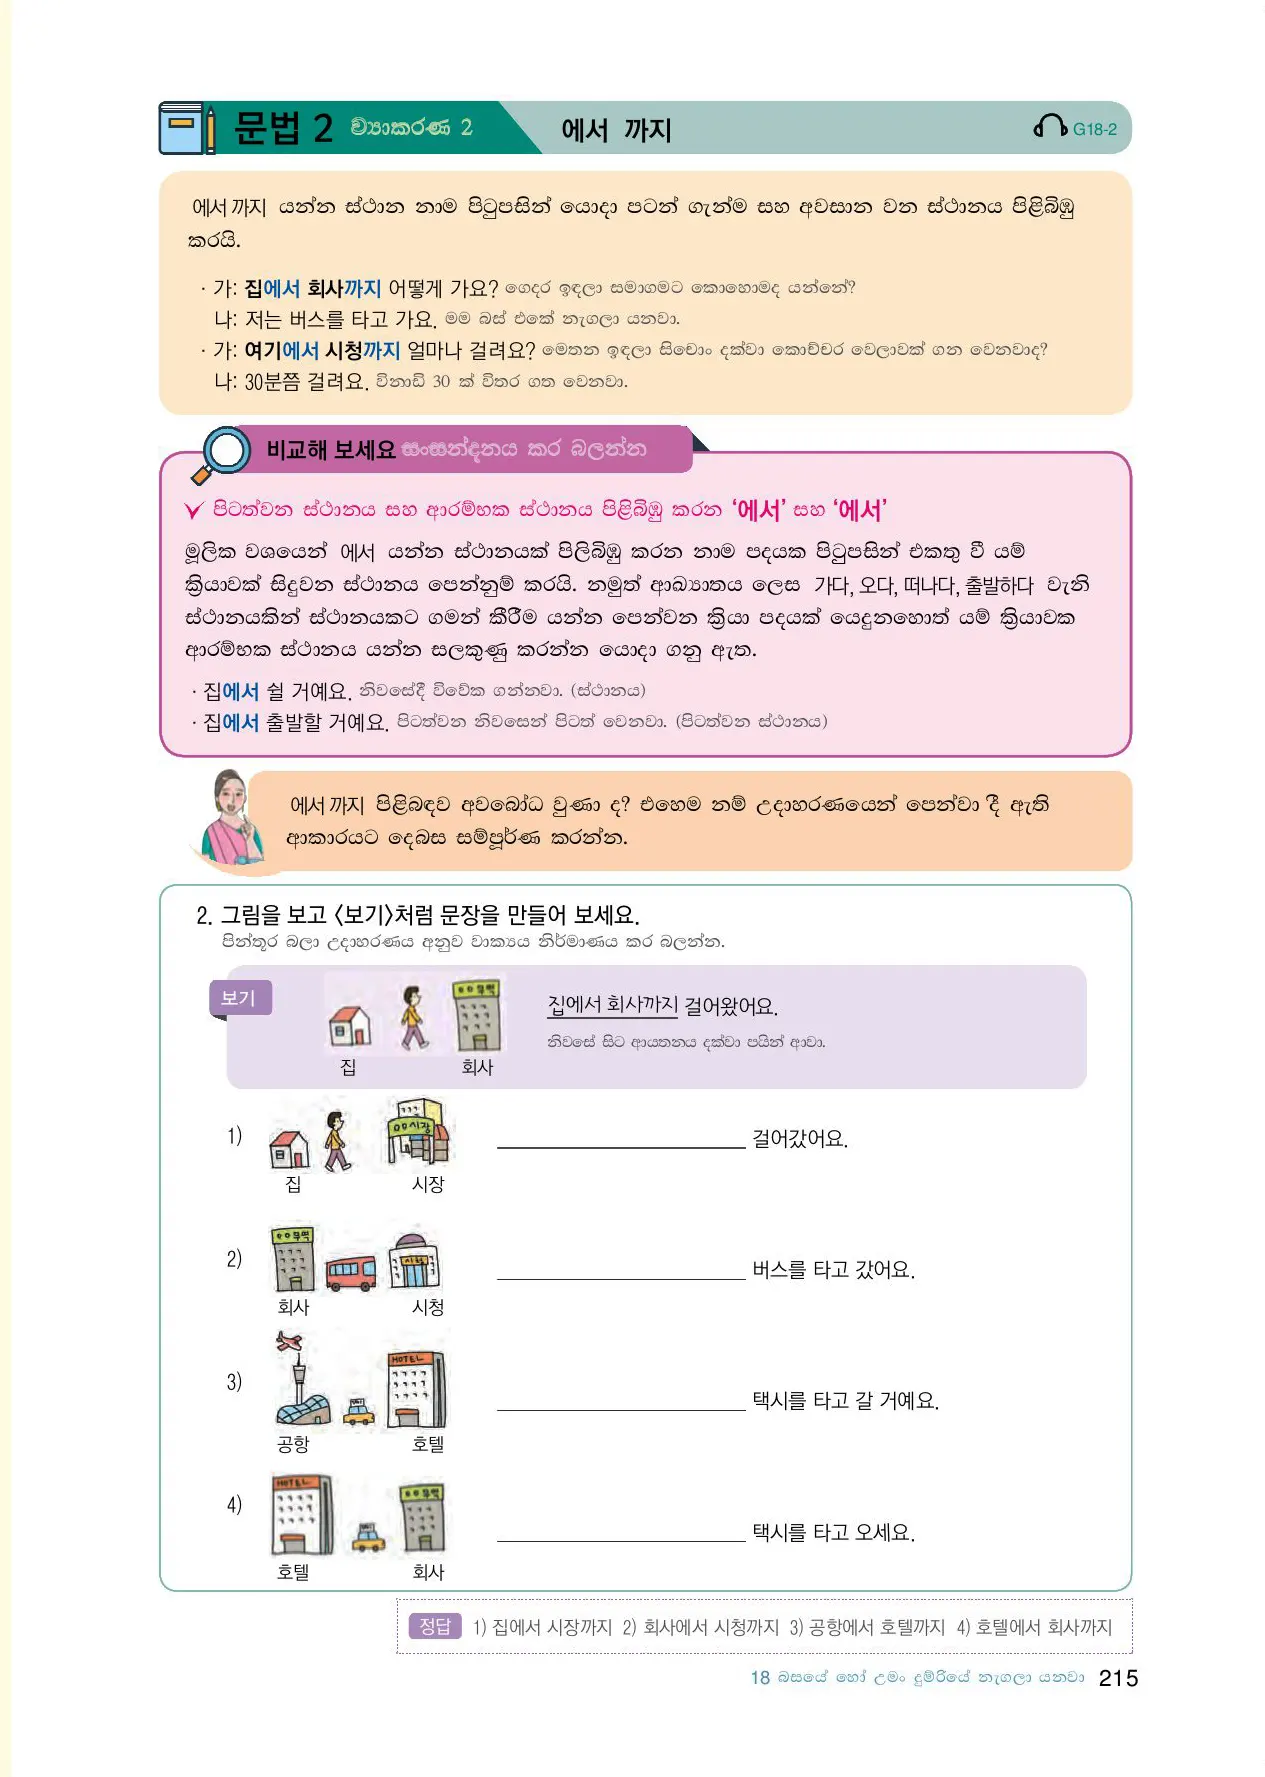 문법 2 ව්‍යාකරණ 2 에서 까지 G18-2
에서 까지 යන්න ස්ථාන නාම පිටුපසින් යොදා පටන් ගැන්ම සහ අවසාන වන ස්ථානය පිළිබිඹු
කරයි.
· 가: 집에서 회사까지 어떻게 가요? ගෙදර ඉඳලා සමාගමට කොහොමද යන්නේ?
나: 저는 버스를 타고 가요. මම බස් එකේ නැගලා යනවා.
· 가: 여기에서 시청까지 얼마나 걸려요? මෙතන ඉඳලා සිචොං දක්වා කොච්චර වෙලාවක් ගත වෙනවාද?
나: 30분쯤 걸려요. විනාඩි 30 ක් විතර ගත වෙනවා.
비교해 보세요 සංසන්දනය කර බලන්න
පිටත්වන ස්ථානය සහ ආරම්භක ස්ථානය පිළිබිඹු කරන ‘에서’ සහ ‘에서’
මූලික වශයෙන් 에서 යන්න ස්ථානයක් පිලිබිඹු කරන නාම පදයක පිටුපසින් එකතු වී යම්
ක්‍රියාවක් සිදුවන ස්ථානය පෙන්නුම් කරයි. නමුත් ආඛ්‍යාතය ලෙස 가다, 오다, 떠나다, 출발하다 වැනි
ස්ථානයකින් ස්ථානයකට ගමන් කිරීම යන්න පෙන්වන ක්‍රියා පදයක් යෙදුනහොත් යම් ක්‍රියාවක
ආරම්භක ස්ථානය යන්න සලකුණු කරන්න යොදා ගනු ඇත.
· 집에서 쉴 거예요. නිවසේදී විවේක ගන්නවා. (ස්ථානය)
· 집에서 출발할 거예요. පිටත්වන නිවසෙන් පිටත් වෙනවා. (පිටත්වන ස්ථානය)
에서 까지 පිළිබඳව අවබෝධ වුණා ද? එහෙම නම් උදාහරණයෙන් පෙන්වා දී ඇති
ආකාරයට දෙබස සම්පූර්ණ කරන්න.
2. 그림을 보고 〈보기〉처럼 문장을 만들어 보세요.
පින්තූර බලා උදාහරණය අනුව වාක්‍යය නිර්මාණය කර බලන්න.
보기
집에서 회사까지 걸어왔어요.
නිවසේ සිට ආයතනය දක්වා පයින් ආවා.
집 회사
1) 시장 걸어갔어요.
집 시장
2) 무역 시청 버스를 타고 갔어요.
회사 시청
3) HOTEL 택시를 타고 갈 거예요.
공항 호텔
4) HOTEL 무역 택시를 타고 오세요.
호텔 회사
정답 1) 집에서 시장까지 2) 회사에서 시청까지 3) 공항에서 호텔까지 4) 호텔에서 회사까지
18 බසයේ හෝ උමං දුම්රියේ නැගලා යනවා 215